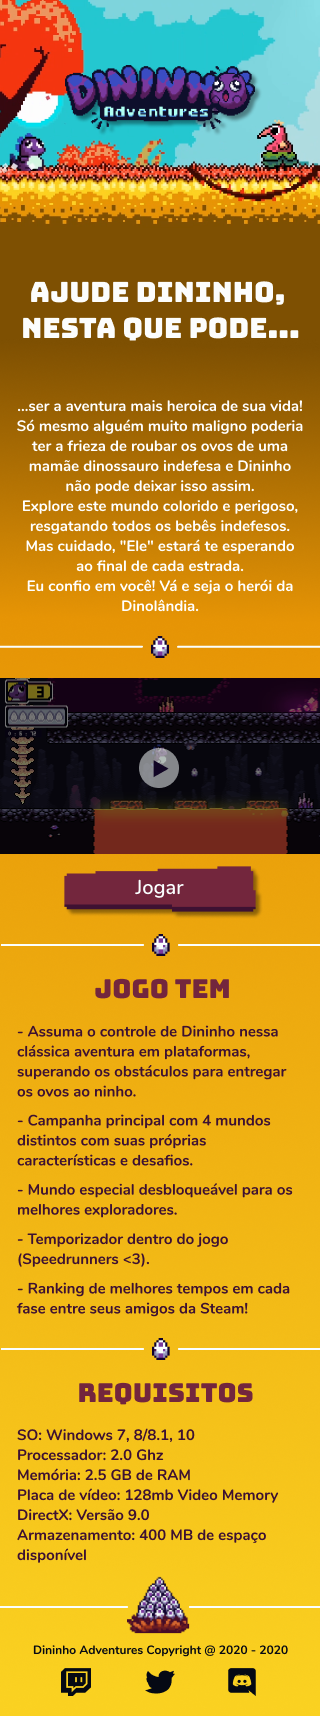 DININHO
Adventures
AJUDE DININHO,
NESTA QUE PODE...
...ser a aventura mais heroica de sua vida!
Só mesmo alguém muito maligno poderia
ter a frieza de roubar os ovos de uma
mamãe dinossauro indefesa e Dininho
não pode deixar isso assim.
Explore este mundo colorido e perigoso,
resgatando todos os bebês indefesos.
Mas cuidado, "Ele" estará te esperando
ao final de cada estrada.
Eu confio em você! Vá e seja o herói da
Dinolândia.
3
Jogar
JOGO TEM
- Assuma o controle de Dininho nessa
clássica aventura em plataformas,
superando os obstáculos para entregar
os ovos ao ninho.
- Campanha principal com 4 mundos
distintos com suas próprias
características e desafios.
- Mundo especial desbloqueável para os
melhores exploradores.
- Temporizador dentro do jogo
(Speedrunners <3).
- Ranking de melhores tempos em cada
fase entre seus amigos da Steam!
REQUISITOS
SO: Windows 7, 8/8.1, 10
Processador: 2.0 Ghz
Memória: 2.5 GB de RAM
Placa de vídeo: 128mb Video Memory
DirectX: Versão 9.0
Armazenamento: 400 MB de espaço
disponível
Dininho Adventures Copyright @ 2020 - 2020